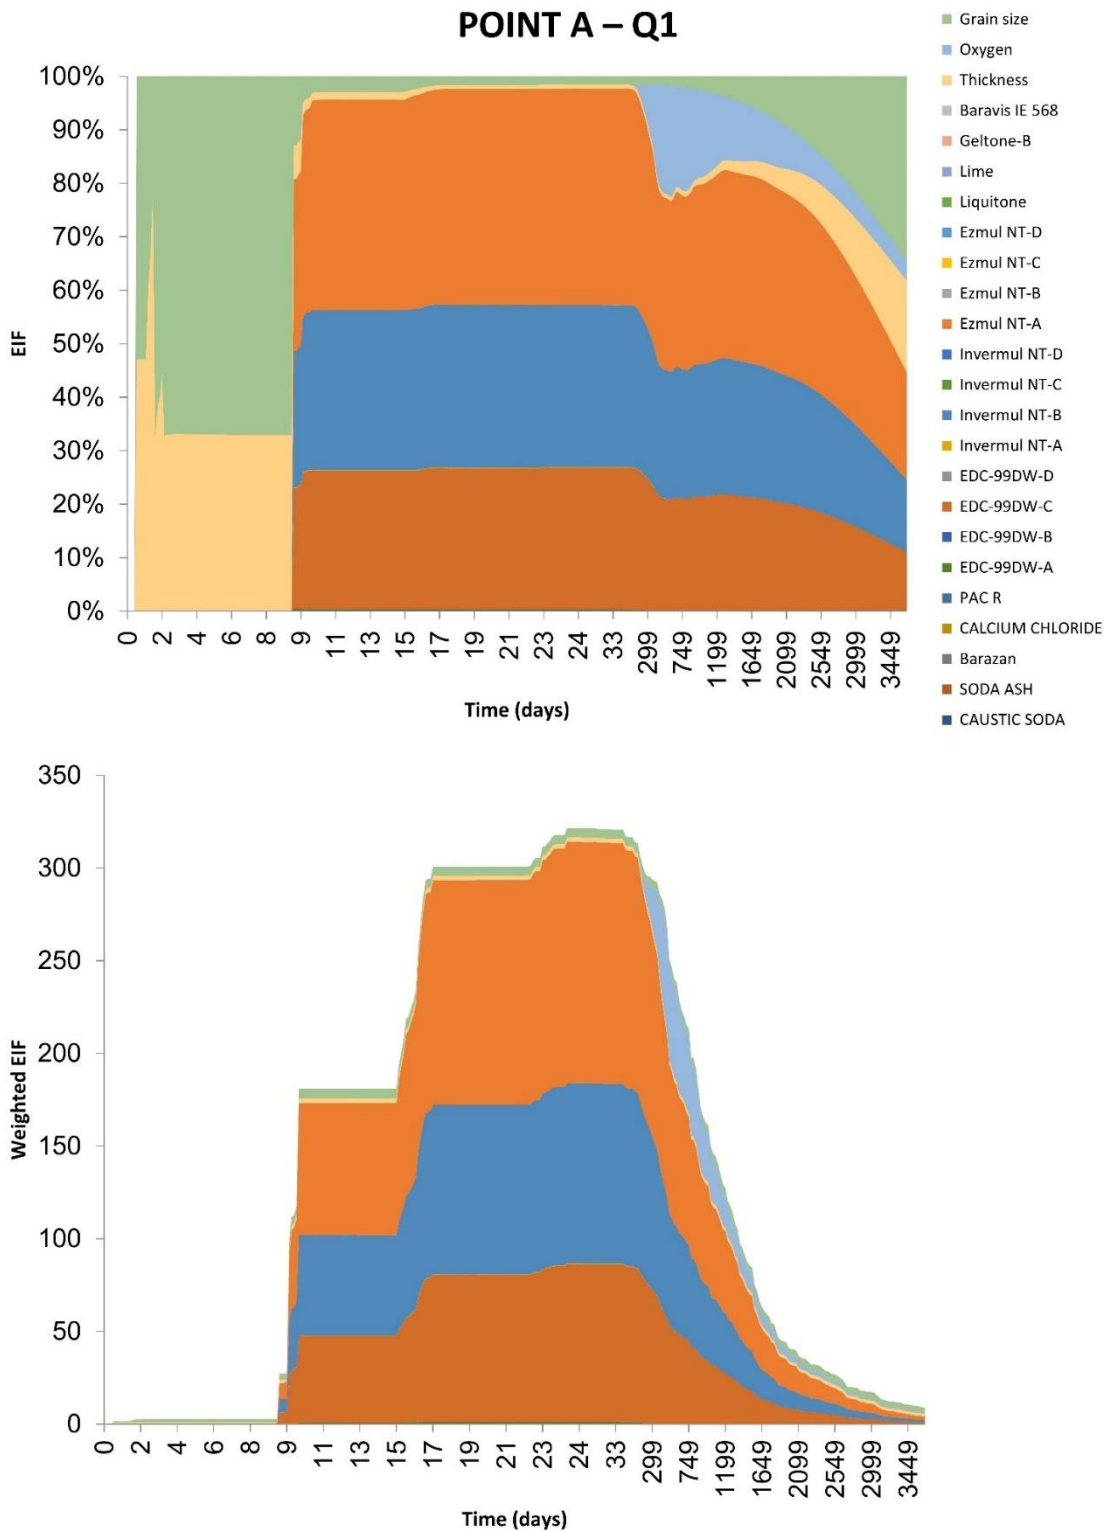 POINT A – Q1
Grain size
Oxygen
Thickness
Baravis IE 568
Geltone-B
Lime
Liquitone
Ezmul NT-D
Ezmul NT-C
Ezmul NT-B
Ezmul NT-A
Invermul NT-D
Invermul NT-C
Invermul NT-B
Invermul NT-A
EDC-99DW-D
EDC-99DW-C
EDC-99DW-B
EDC-99DW-A
PAC R
CALCIUM CHLORIDE
Barazan
SODA ASH
CAUSTIC SODA
EIF
100%
90%
80%
70%
60%
50%
40%
30%
20%
10%
0%
0 2 4 6 8 9 11 13 15 17 19 21 23 24 33 299 749 1199 1649 2099 2549 2999 3449
Time (days)
Weighted EIF
350
300
250
200
150
100
50
0
0 2 4 6 8 9 11 13 15 17 19 21 23 24 33 299 749 1199 1649 2099 2549 2999 3449
Time (days)